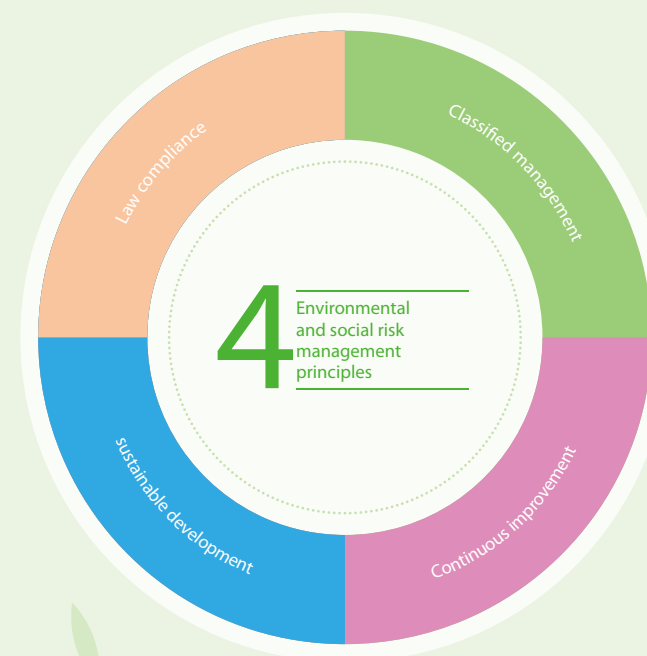 Law compliance
Classified management
4
Environmental
and social risk
management
principles
sustainable development
Continuous improvement